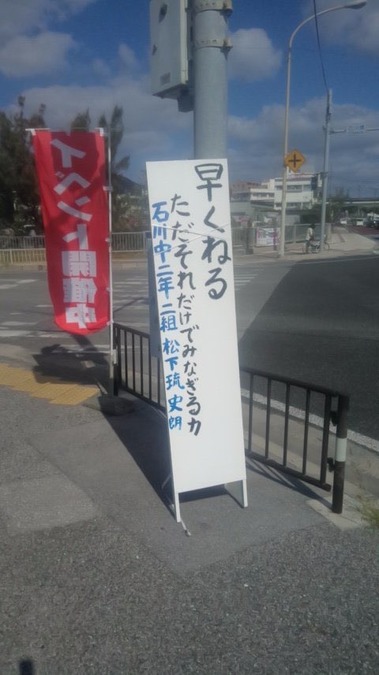 早くねる
ただそれだけでみなぎる力
石川中二年二組 松下琉史朗
イベント開催中